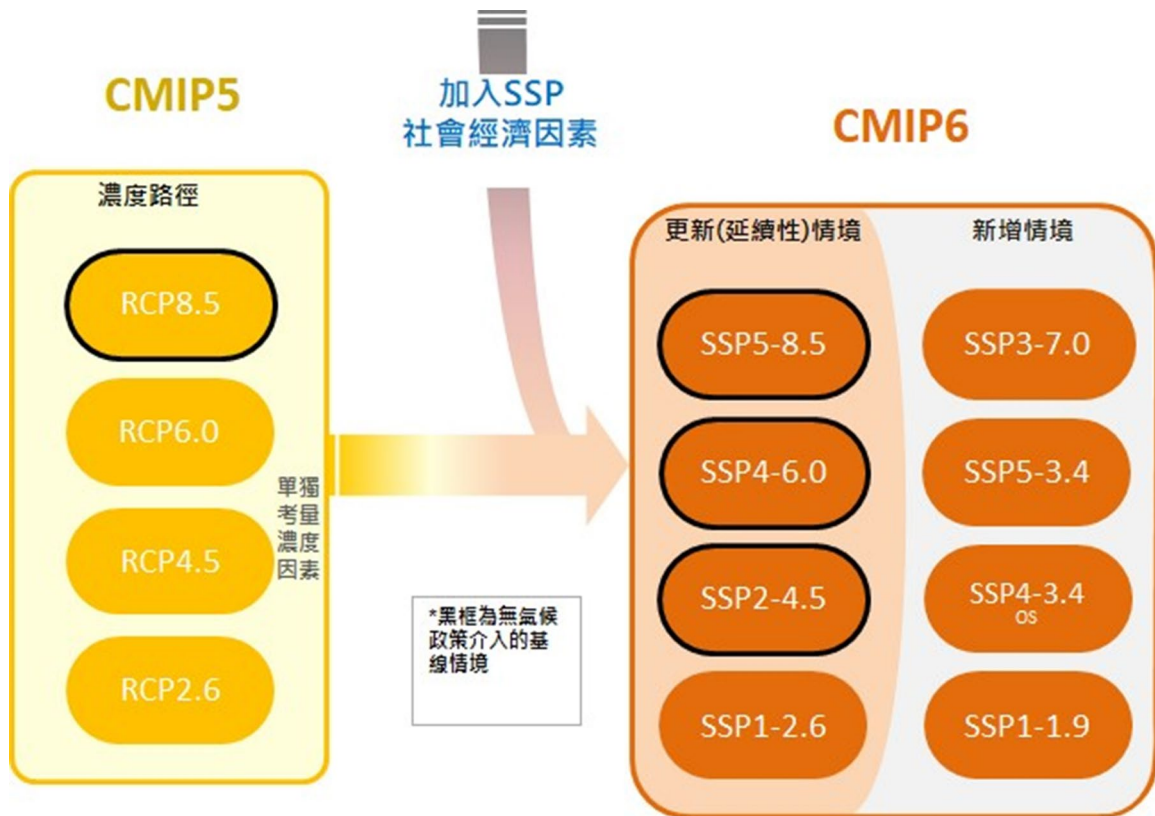 CMIP5
濃度路徑
RCP8.5
RCP6.0
RCP4.5
RCP2.6
單獨
考量
濃度
因素
加入SSP
社會經濟因素
*黑框為無氣候
政策介入的基
線情境
CMIP6
更新(延續性)情境
SSP5-8.5
SSP4-6.0
SSP2-4.5
SSP1-2.6
新增情境
SSP3-7.0
SSP5-3.4
SSP4-3.4
OS
SSP1-1.9